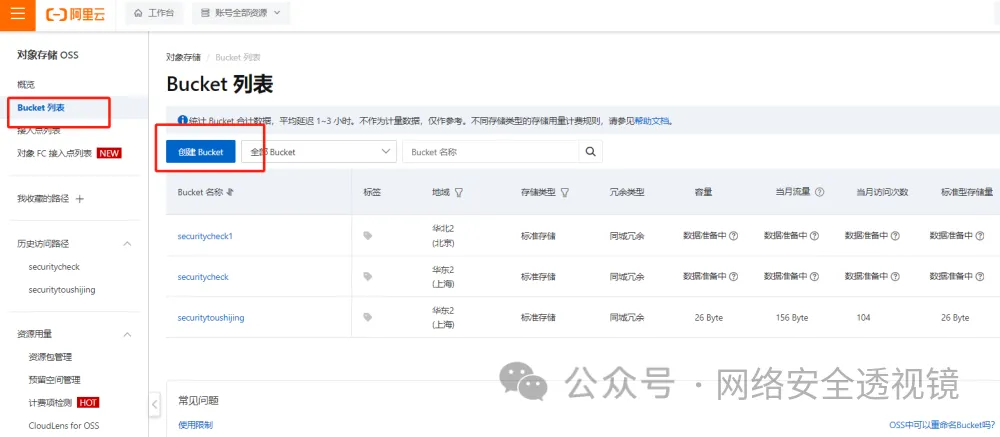 阿里云 工作台 账号全部资源
对象存储 OSS
概览
Bucket 列表
接入点列表
对象 FC 接入点列表 NEW
我收藏的路径
历史访问路径
securitycheck
securitytoushijing
资源用量
资源包管理
预留空间管理
计费项检测 HOT
CloudLens for OSS
对象存储 / Bucket 列表
Bucket 列表
统计 Bucket 合计数据，平均延迟 1~3 小时。不作为计量数据，仅作参考。不同存储类型的存储用量计费规则，请参见帮助文档。
创建 Bucket 全部 Bucket Bucket 名称
Bucket 名称 标签 地域 存储类型 冗余类型 容量 当月流量 当月访问次数 标准型存储量
securitycheck1 华北2 (北京) 标准存储 同城冗余 数据准备中 数据准备中 数据准备中 数据准备中
securitycheck 华东2 (上海) 标准存储 同城冗余 数据准备中 数据准备中 数据准备中 数据准备中
securitytoushijing 华东2 (上海) 标准存储 同城冗余 26 Byte 156 Byte 104 26 Byte
公众号 · 网络安全透视镜
常见问题
使用限制 OSS中可以重命名Bucket吗?